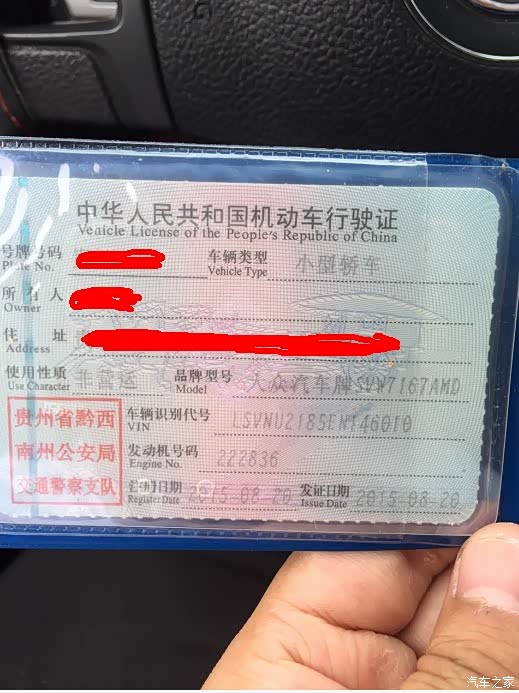 中华人民共和国机动车行驶证
Vehicle License of the People's Republic of China
号牌号码
Plate No.
车辆类型 小型轿车
Vehicle Type
所有人
Owner
住 址
Address
使用性质 非营运
Use Character
品牌型号 大众汽车牌SVW7167AMD
Model
车辆识别代号
VIN
发动机号码 222836
Engine No.
注册日期 2015-08-20
Register Date
发证日期 2015-08-20
Issue Date
贵州省黔西
南州公安局
交通警察支队
汽车之家